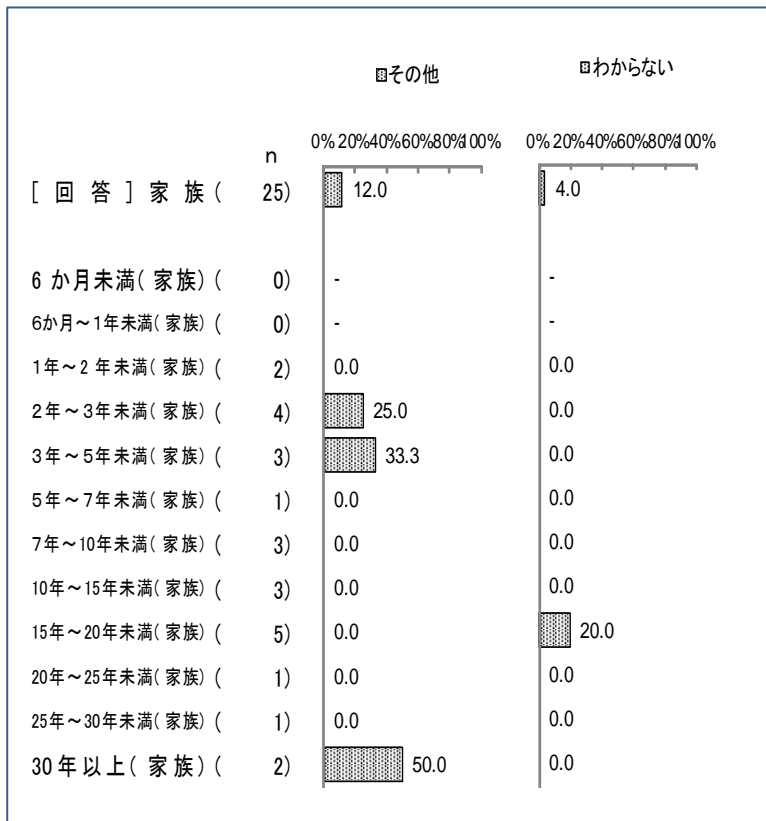 その他 わからない
0% 20% 40% 60% 80% 100% 0% 20% 40% 60% 80% 100%
n
[ 回 答 ] 家 族 ( 25) 12.0 4.0
6 か月未満( 家族) ( 0) - -
6か月～1年未満( 家族) ( 0) - -
1年～2 年未満( 家族) ( 2) 0.0 0.0
2年～3年未満( 家族) ( 4) 25.0 0.0
3年～5年未満( 家族) ( 3) 33.3 0.0
5年～7年未満( 家族) ( 1) 0.0 0.0
7年～10年未満( 家族) ( 3) 0.0 0.0
10年～15年未満( 家族) ( 3) 0.0 0.0
15年～20年未満( 家族) ( 5) 0.0 20.0
20年～25年未満( 家族) ( 1) 0.0 0.0
25年～30年未満( 家族) ( 1) 0.0 0.0
30年以上( 家族) ( 2) 50.0 0.0